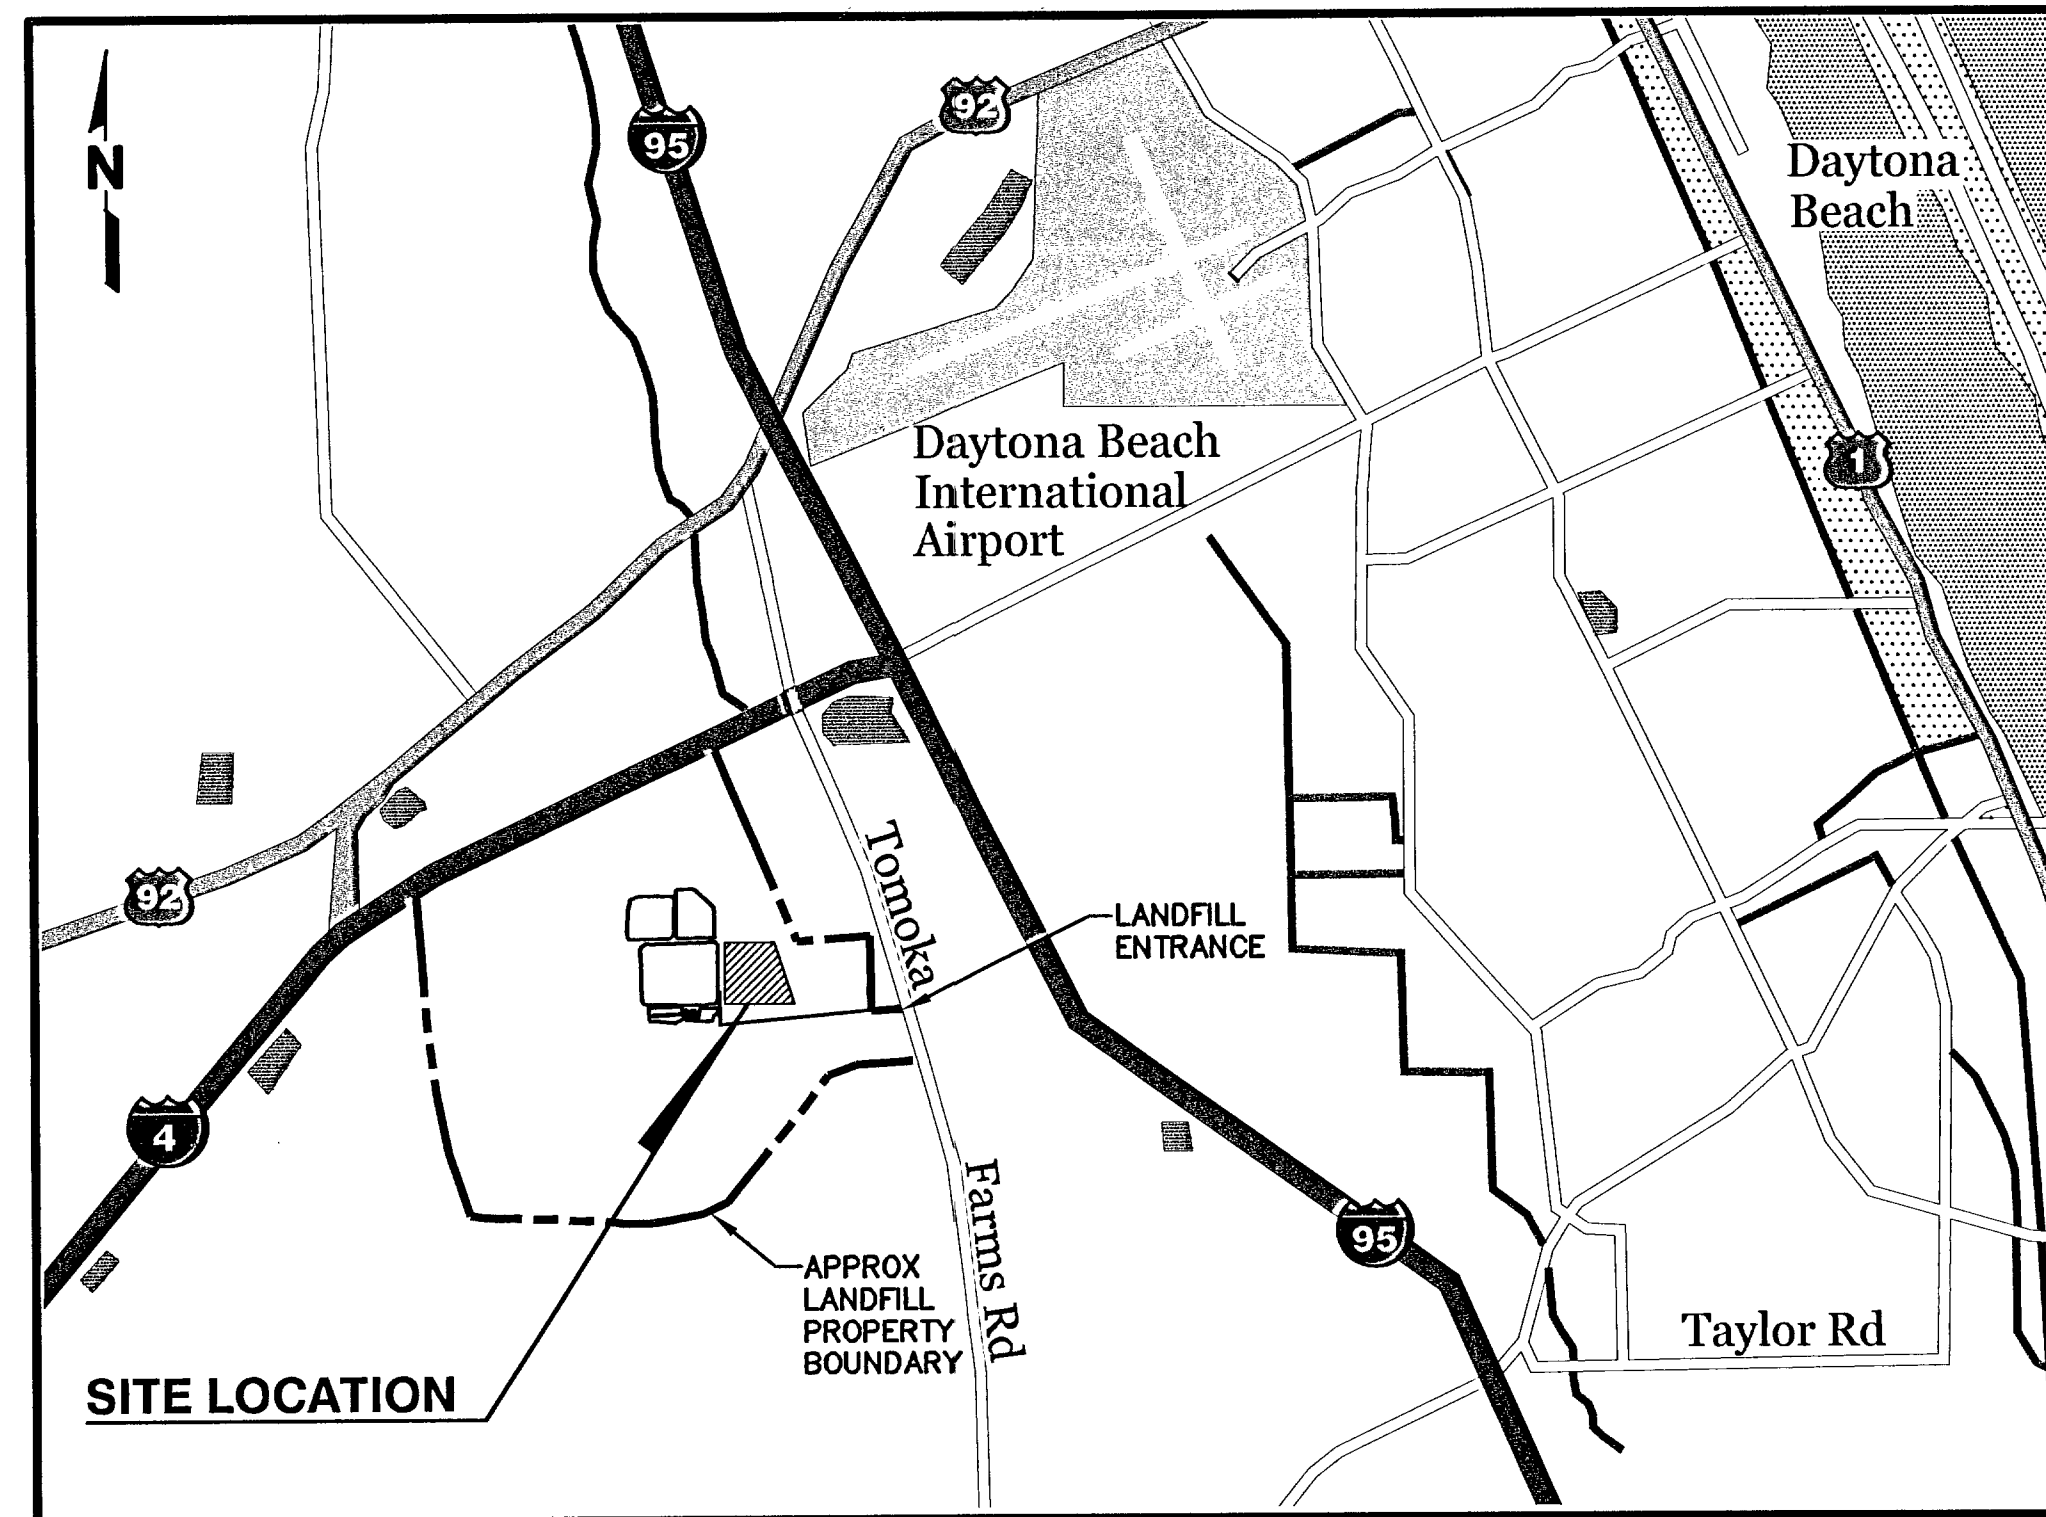 N
95
92
Daytona
Beach
Daytona Beach
International
Airport
1
92
Tomoka
LANDFILL
ENTRANCE
4
Farms Rd
95
APPROX
LANDFILL
PROPERTY
BOUNDARY
Taylor Rd
SITE LOCATION